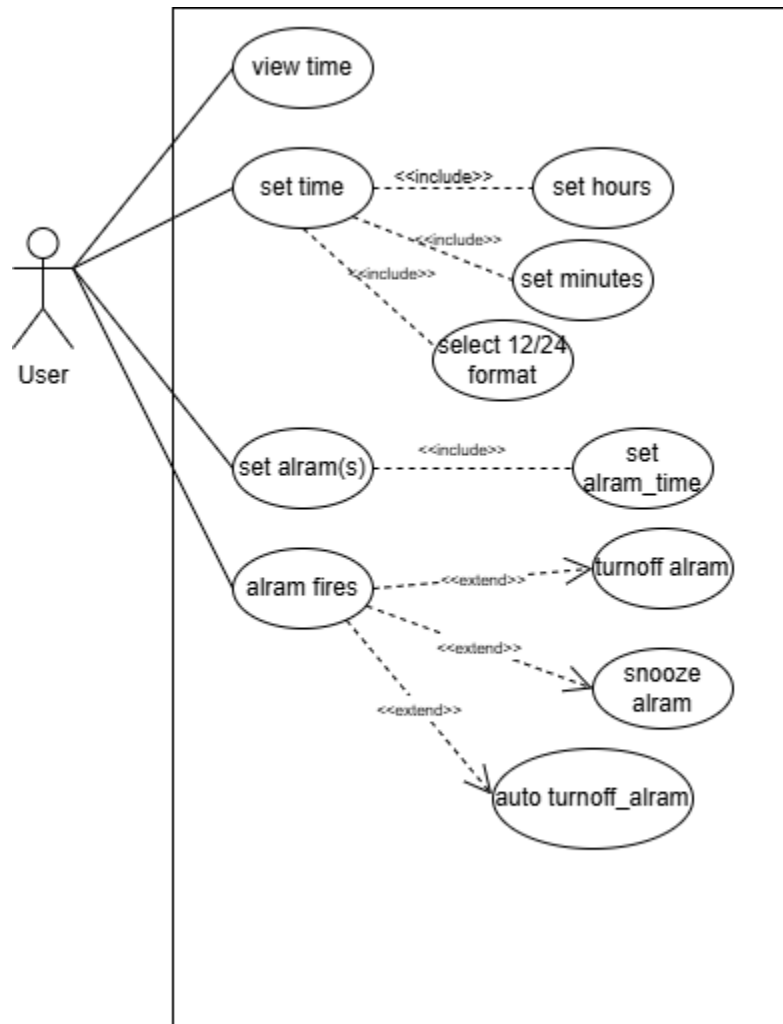 view time
set time
<<include>>
set hours
<<include>>
set minutes
<<include>>
select 12/24
format
User
set alram(s)
<<include>>
set
alram_time
alram fires
<<extend>>
turnoff alram
<<extend>>
snooze
alram
<<extend>>
auto turnoff_alram